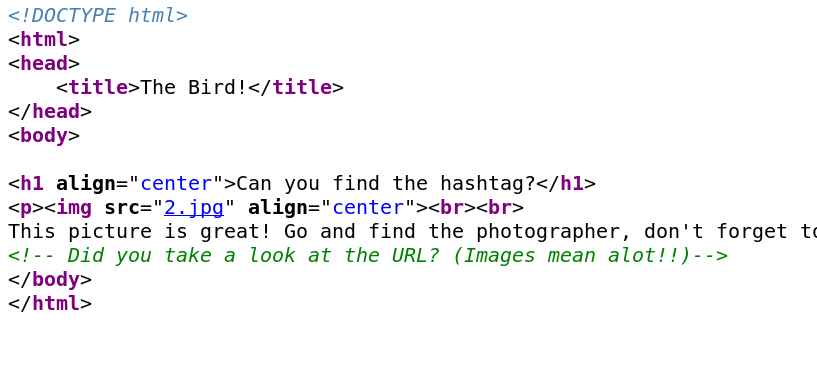 <!DOCTYPE html>
<html>
<head>
    <title>The Bird!</title>
</head>
<body>

<h1 align="center">Can you find the hashtag?</h1>
<p><img src="2.jpg" align="center"><br><br>
This picture is great! Go and find the photographer, don't forget to
<!-- Did you take a look at the URL? (Images mean alot!!)-->
</body>
</html>